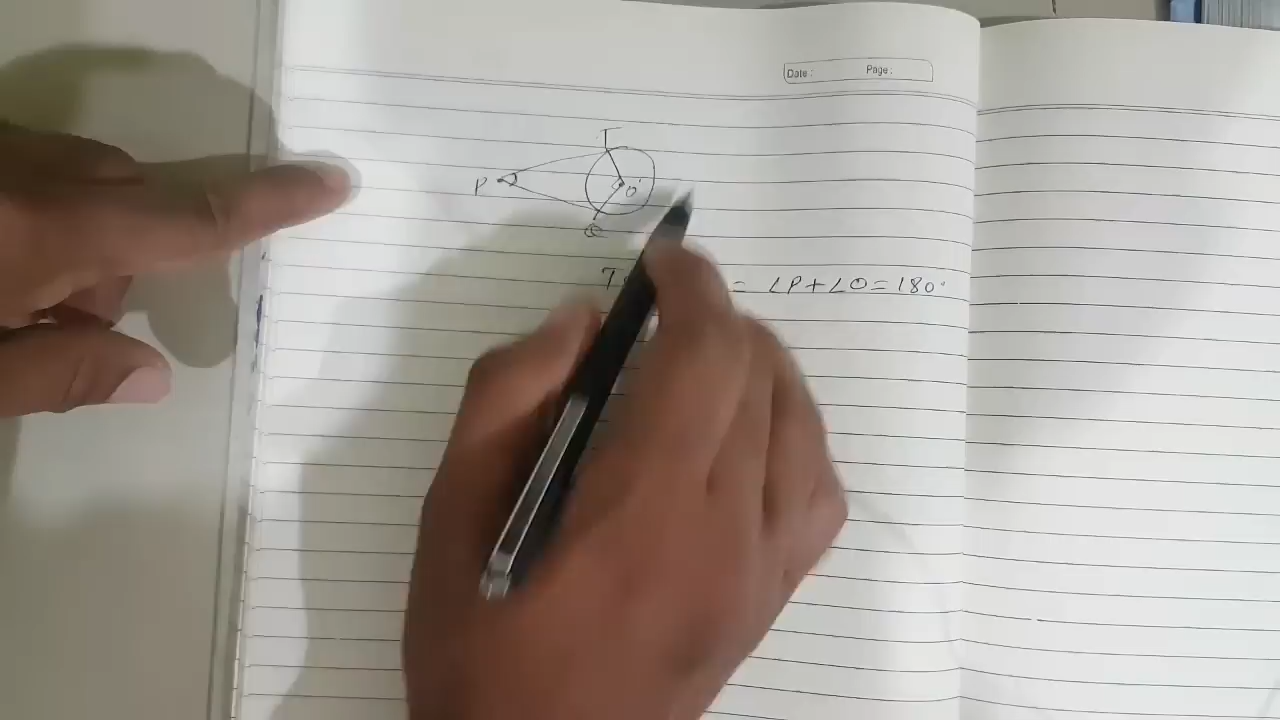 Date : Page :
T
P
O
Q
= ∠P+∠O=180°